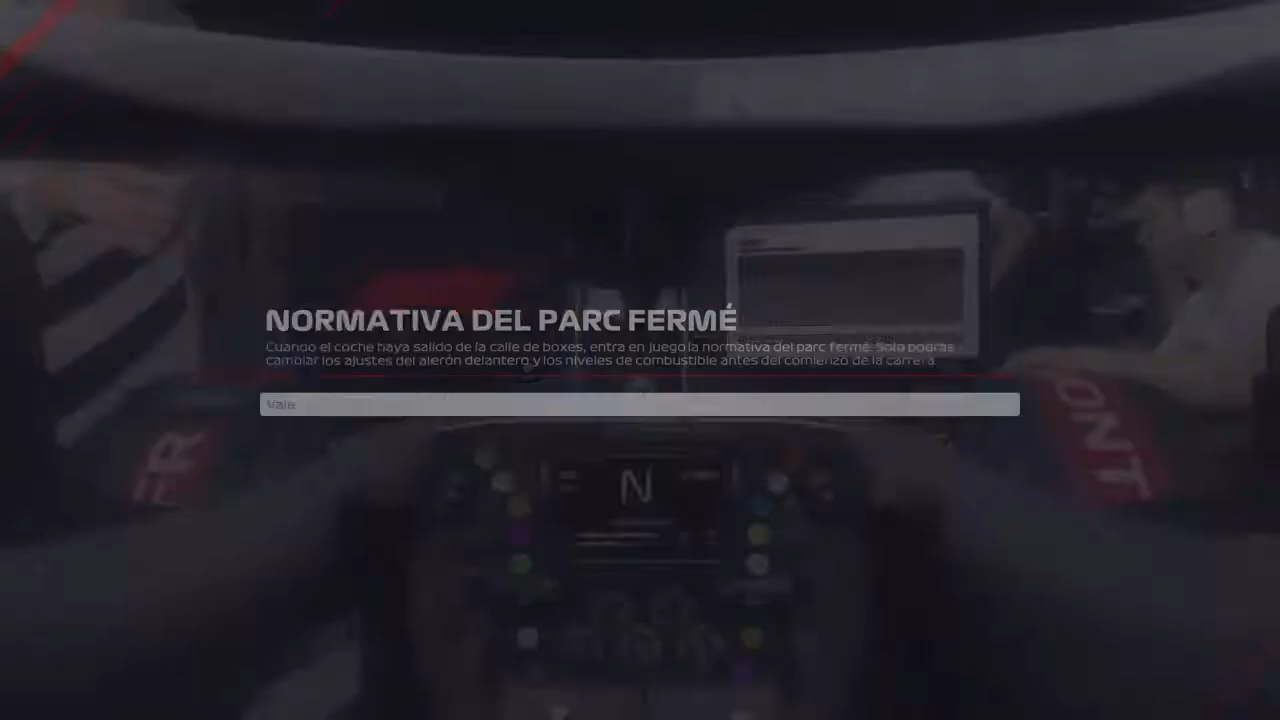 NORMATIVA DEL PARC FERMÉ
Cuando el coche haya salido de la calle de boxes, entra en juego la normativa del parc fermé. Solo podrás
cambiar los ajustes del alerón delantero y los niveles de combustible antes del comienzo de la carrera.
Vale
N